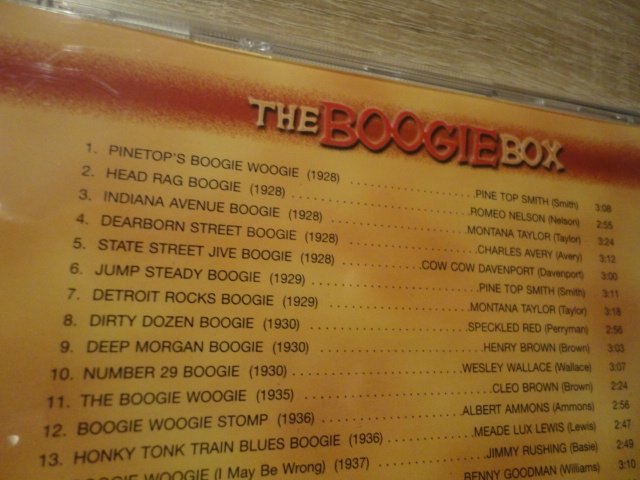 THE BOOGIE BOX
1. PINETOP'S BOOGIE WOOGIE (1928) ..................PINE TOP SMITH (Smith) 3:08
2. HEAD RAG BOOGIE (1928) ..........................ROMEO NELSON (Nelson) 2:55
3. INDIANA AVENUE BOOGIE (1928) ....................MONTANA TAYLOR (Taylor) 3:24
4. DEARBORN STREET BOOGIE (1928) ...................CHARLES AVERY (Avery) 3:12
5. STATE STREET JIVE BOOGIE (1928) ............COW COW DAVENPORT (Davenport) 3:00
6. JUMP STEADY BOOGIE (1929) .......................PINE TOP SMITH (Smith) 3:11
7. DETROIT ROCKS BOOGIE (1929) ....................MONTANA TAYLOR (Taylor) 3:18
8. DIRTY DOZEN BOOGIE (1930) .......................SPECKLED RED (Perryman) 2:56
9. DEEP MORGAN BOOGIE (1930) .......................HENRY BROWN (Brown) 3:03
10. NUMBER 29 BOOGIE (1930) ........................WESLEY WALLACE (Wallace) 3:07
11. THE BOOGIE WOOGIE (1935) .......................CLEO BROWN (Brown) 2:24
12. BOOGIE WOOGIE STOMP (1936) .....................ALBERT AMMONS (Ammons) 2:56
13. HONKY TONK TRAIN BLUES BOOGIE (1936) ...........MEADE LUX LEWIS (Lewis) 2:47
WOOGIE (I May Be Wrong) (1937) .................JIMMY RUSHING (Basie) 2:49
BENNY GOODMAN (Williams) 3:10